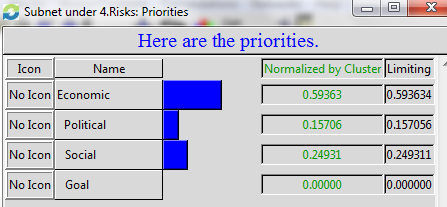 Subnet under 4.Risks: Priorities
Here are the priorities.
Icon Name Normalized by Cluster Limiting
No Icon Economic 0.59363 0.593634
No Icon Political 0.15706 0.157056
No Icon Social 0.24931 0.249311
No Icon Goal 0.00000 0.000000